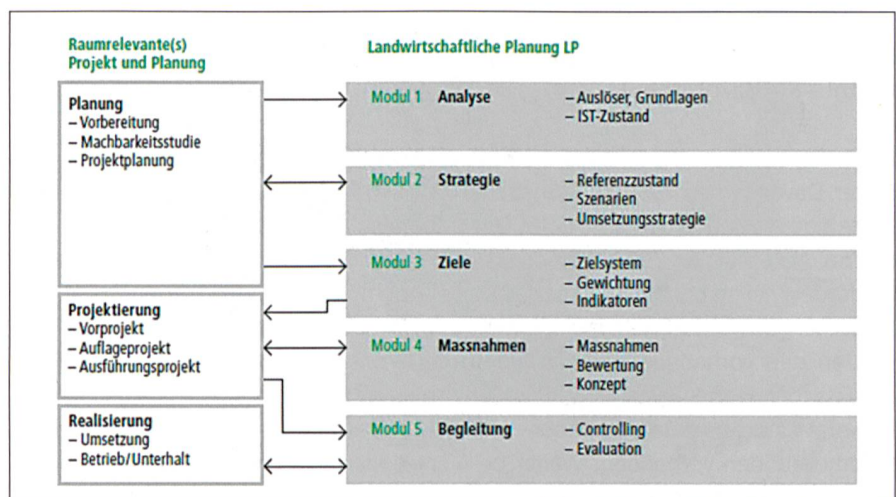 Raumrelevante(s)
Projekt und Planung
Planung
– Vorbereitung
– Machbarkeitsstudie
– Projektplanung
Projektierung
– Vorprojekt
– Auflageprojekt
– Ausführungsprojekt
Realisierung
– Umsetzung
– Betrieb/Unterhalt
Landwirtschaftliche Planung LP
Modul 1 Analyse – Auslöser, Grundlagen
– IST-Zustand
Modul 2 Strategie – Referenzzustand
– Szenarien
– Umsetzungsstrategie
Modul 3 Ziele – Zielsystem
– Gewichtung
– Indikatoren
Modul 4 Massnahmen – Massnahmen
– Bewertung
– Konzept
Modul 5 Begleitung – Controlling
– Evaluation